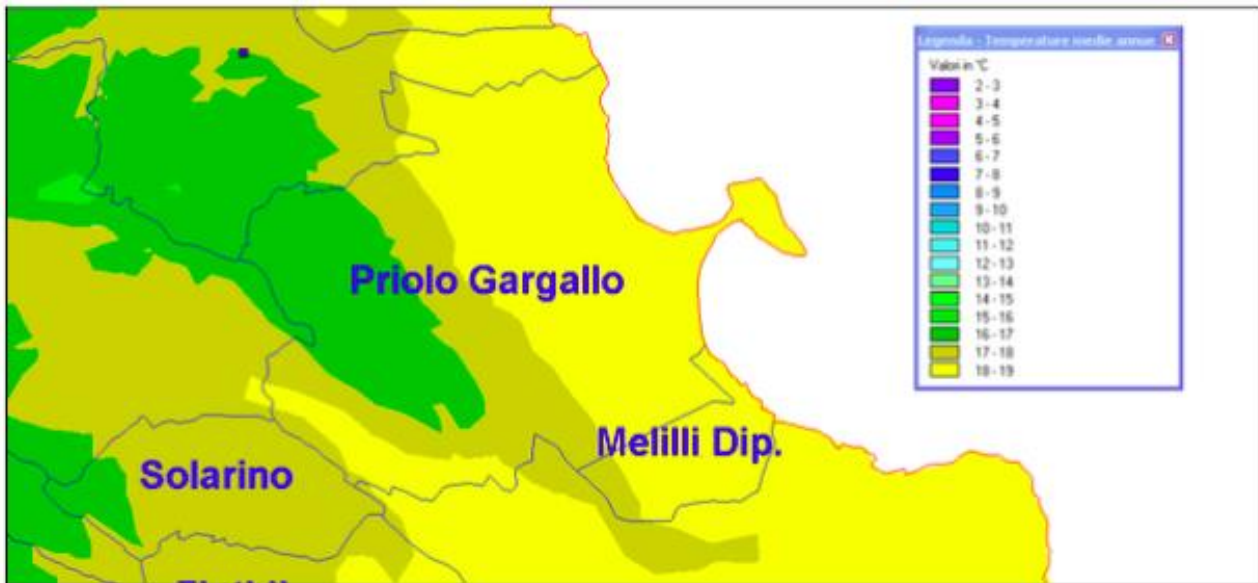 Legenda - Temperature medie annue
Valori in °C
2 - 3
3 - 4
4 - 5
5 - 6
6 - 7
7 - 8
8 - 9
9 - 10
10 - 11
11 - 12
12 - 13
13 - 14
14 - 15
15 - 16
16 - 17
17 - 18
18 - 19
Priolo Gargallo
Melilli Dip.
Solarino